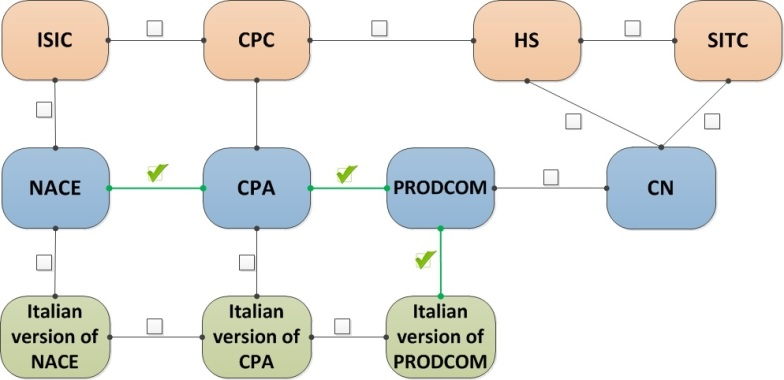 ISIC
CPC
HS
SITC
NACE
CPA
PRODCOM
CN
Italian
version of
NACE
Italian
version of
CPA
Italian
version of
PRODCOM